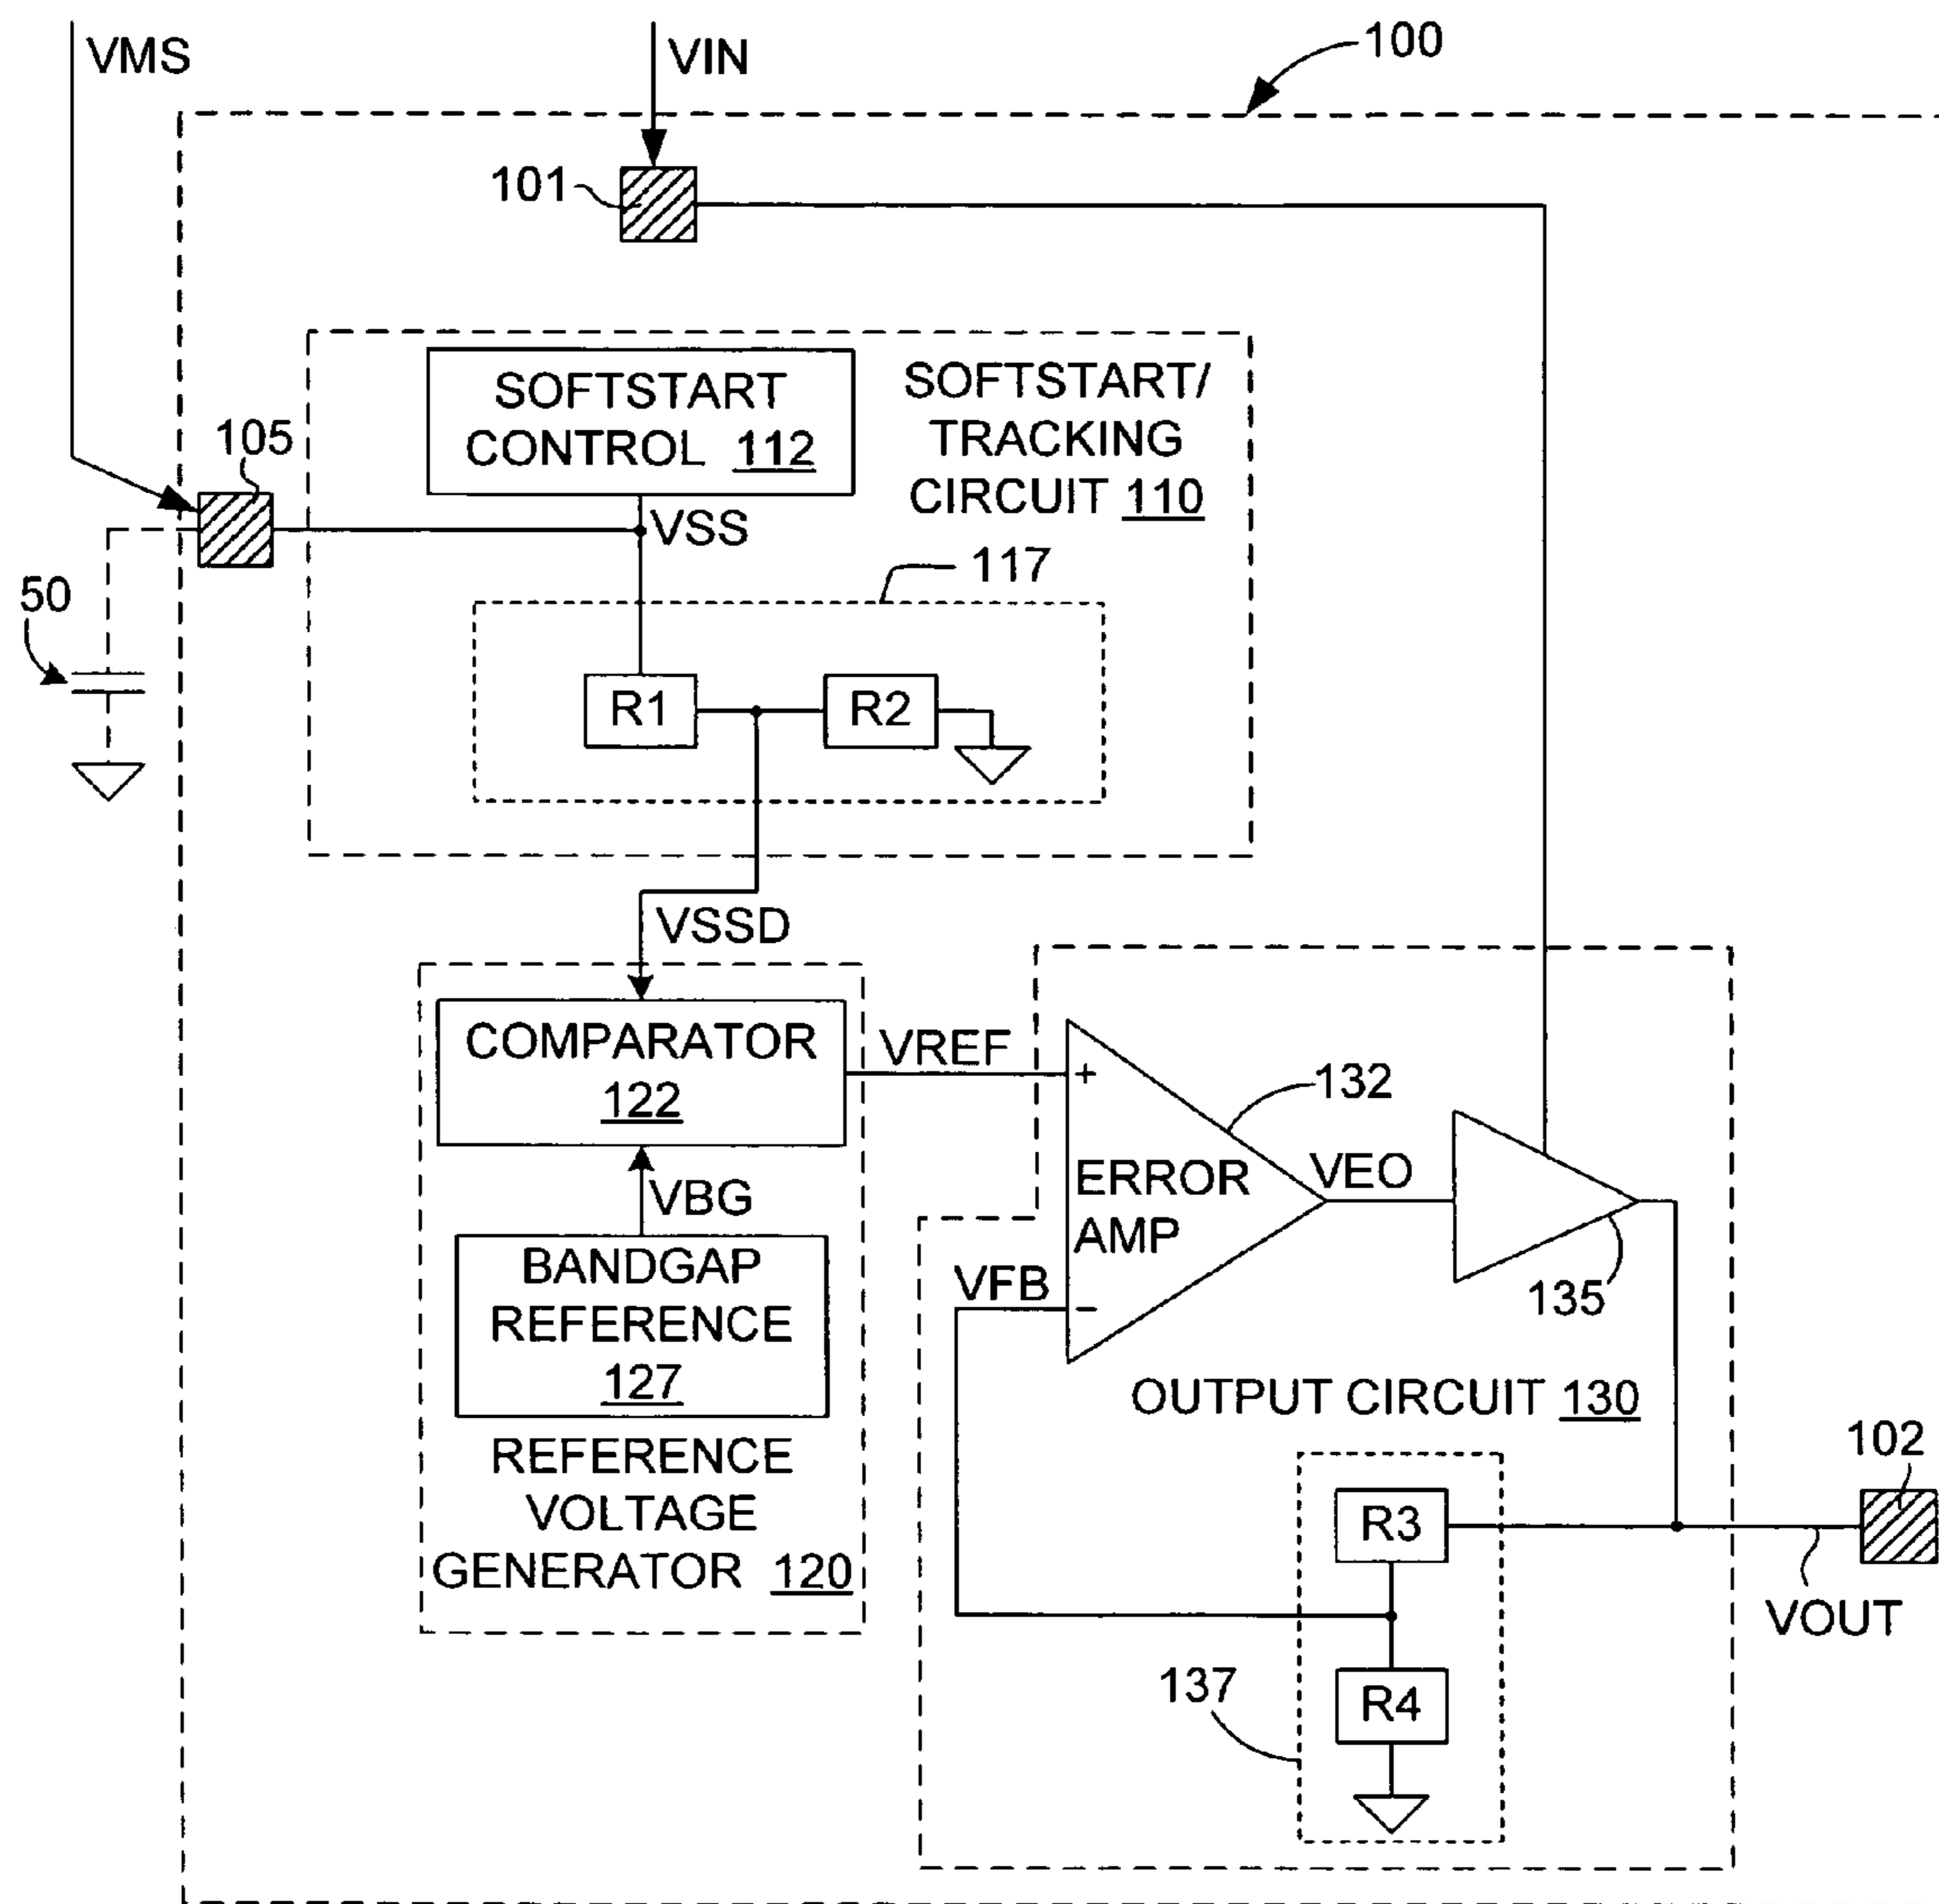 VMS
VIN
100
101
SOFTSTART
CONTROL 112
SOFTSTART/
TRACKING
CIRCUIT 110
105
VSS
117
50
R1
R2
VSSD
COMPARATOR
122
VREF
+
132
ERROR
AMP
VEO
VBG
BANDGAP
REFERENCE
127
VFB
−
135
OUTPUT CIRCUIT 130
REFERENCE
VOLTAGE
GENERATOR 120
102
R3
VOUT
137
R4